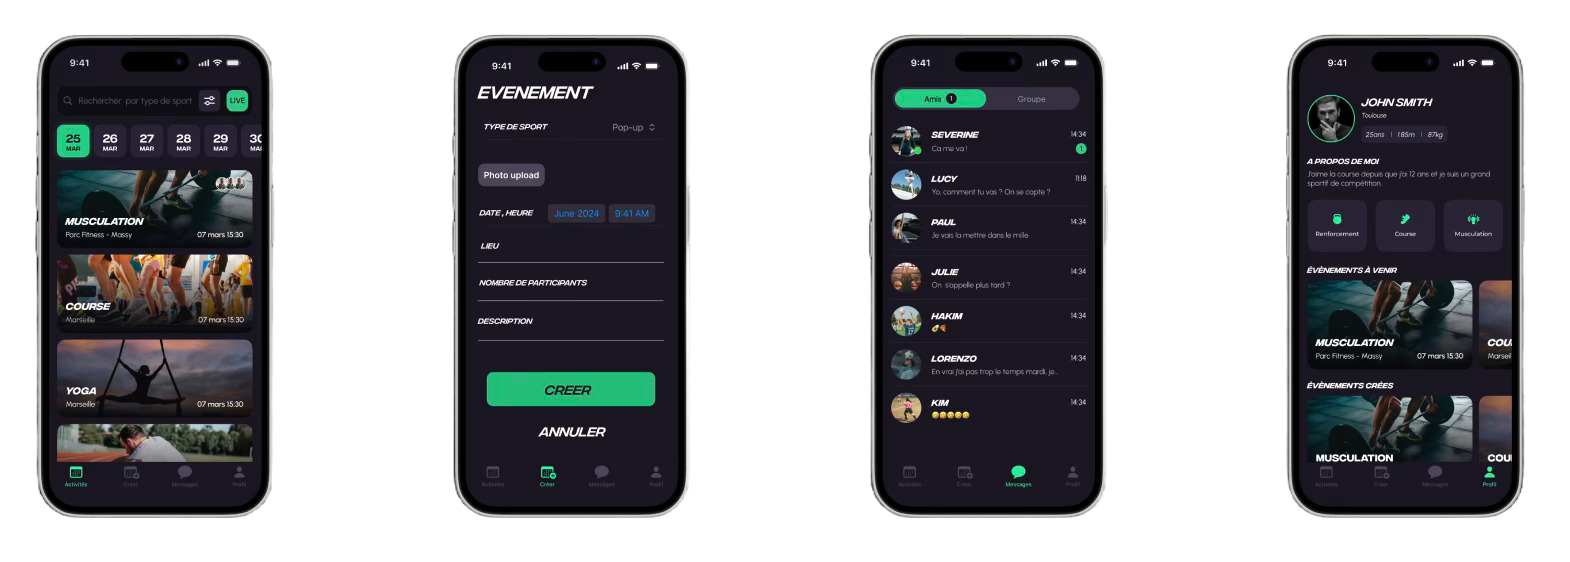 9:41
Rechercher par type de sport
LIVE
25 26 27 28 29 30
MAR MAR MAR MAR MAR MA
MUSCULATION
Parc Fitness - Massy 07 mars 15:30
COURSE
Marseille 07 mars 15:30
YOGA
Marseille 07 mars 15:30
Activités Créer Messages Profil
9:41
EVENEMENT
TYPE DE SPORT Pop-up
Photo upload
DATE, HEURE June 2024 9:41 AM
LIEU
NOMBRE DE PARTICIPANTS
DESCRIPTION
CREER
ANNULER
Activités Créer Messages Profil
9:41
Amis 1 Groupe
SEVERINE 14:34
Ca me va ! 1
LUCY 11:18
Yo, comment tu vas ? On se capte ?
PAUL 14:34
Je vais la mettre dans le mille
JULIE 14:34
On s'appelle plus tard ?
HAKIM 14:34
🥑🍕
LORENZO 14:34
En vrai j'ai pas trop le temps mardi, je..
KIM 14:34
Activités Créer Messages Profil
9:41
JOHN SMITH
Toulouse
25ans | 185m | 87kg
A PROPOS DE MOI
J'aime la course depuis que j'ai 12 ans et je suis un grand
sportif de compétition.
Renforcement Course Musculation
ÉVÈNEMENTS À VENIR
MUSCULATION COU
Parc Fitness - Massy 07 mars 15:30 Marseil
ÉVÈNEMENTS CRÉES
MUSCULATION COU
Activités Créer Messages Profil